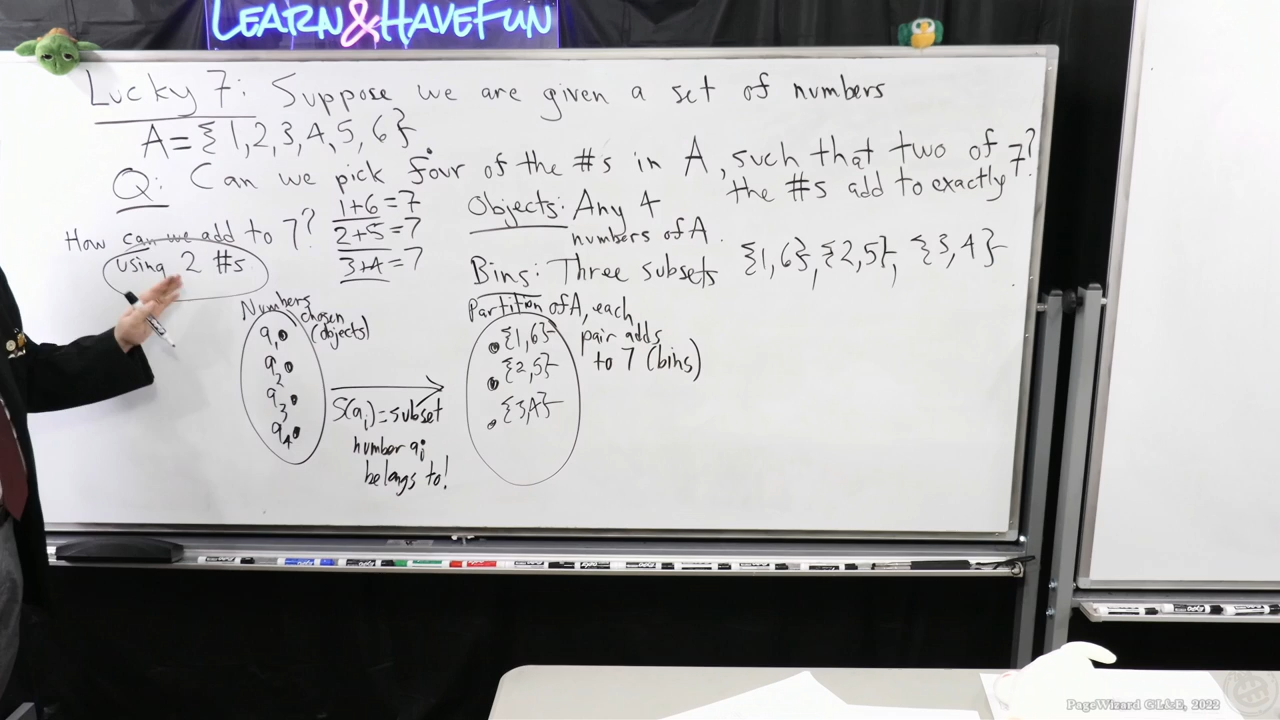 LEARN&HAVEFUN
Lucky 7: Suppose we are given a set of numbers
A={1,2,3,4,5,6}.
Q: Can we pick four of the #s in A, such that two of
the #s add to exactly 7?
How can we add to 7?
using 2 #s
1+6=7
2+5=7
3+4=7
Objects: Any 4
numbers of A.
Bins: Three subsets {1,6}, {2,5}, {3,4}
Numbers
chosen
(objects)
a1
a2
a3
a4
S(ai)=subset
number ai
belongs to!
Partition of A, each
pair adds
to 7 (bins)
{1,6}
{2,5}
{3,4}
PageWizard GL&E, 2022